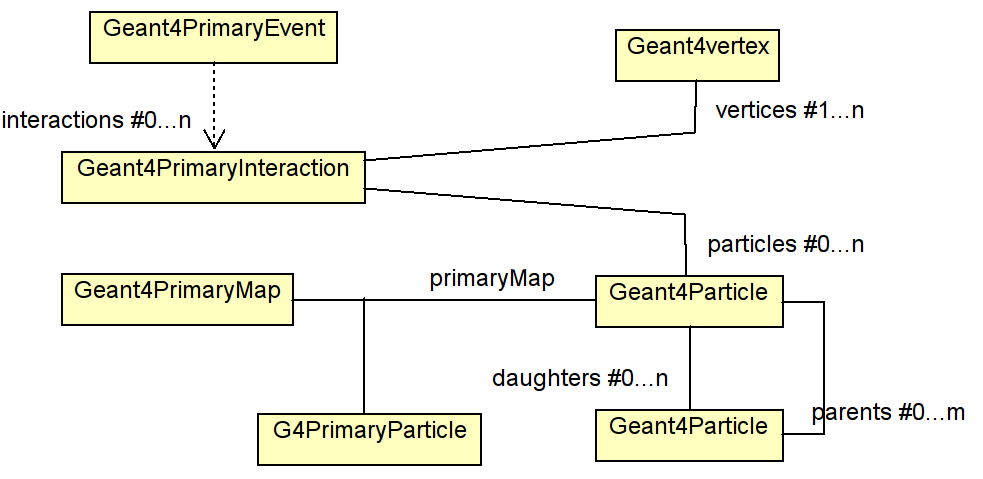 Geant4PrimaryEvent
Geant4vertex
interactions #0...n
vertices #1...n
Geant4PrimaryInteraction
particles #0...n
primaryMap
Geant4PrimaryMap
Geant4Particle
daughters #0...n
parents #0...m
G4PrimaryParticle
Geant4Particle